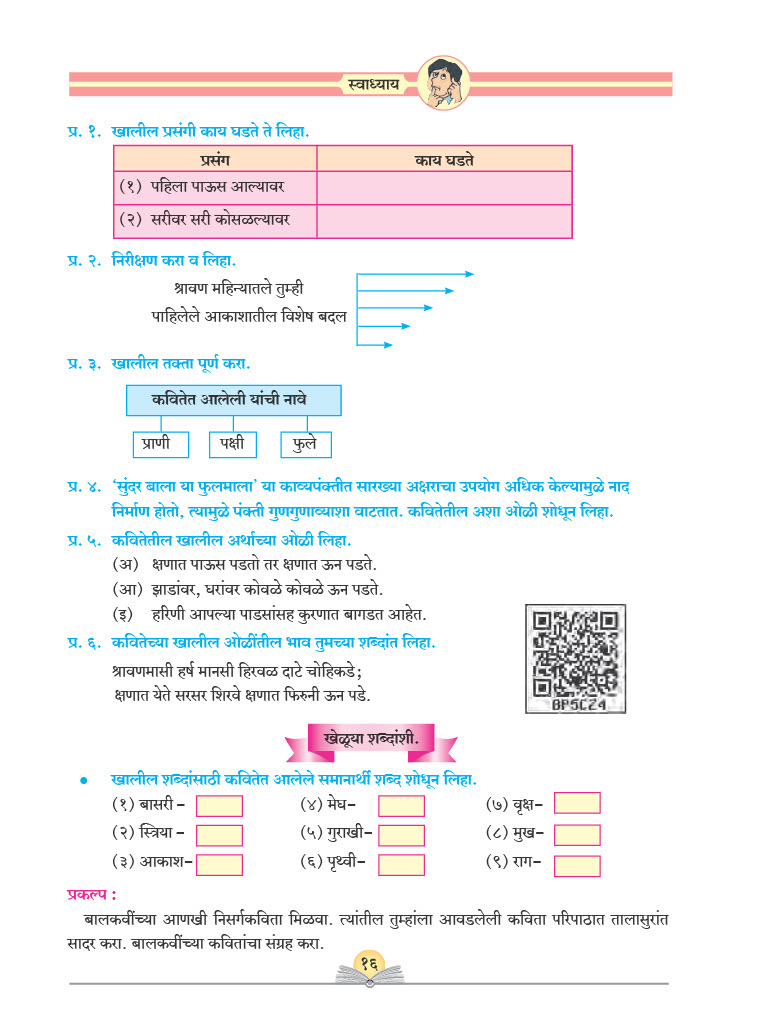 स्वाध्याय
प्र. १. खालील प्रसंगी काय घडते ते लिहा.
प्रसंग काय घडते
(१) पहिला पाऊस आल्यावर
(२) सरीवर सरी कोसळल्यावर
प्र. २. निरीक्षण करा व लिहा.
श्रावण महिन्यातले तुम्ही
पाहिलेले आकाशातील विशेष बदल
प्र. ३. खालील तक्ता पूर्ण करा.
कवितेत आलेली यांची नावे
प्राणी पक्षी फुले
प्र. ४. ‘सुंदर बाला या फुलमाला’ या काव्यपंक्तीत सारख्या अक्षराचा उपयोग अधिक केल्यामुळे नाद
निर्माण होतो, त्यामुळे पंक्ती गुणगुणाव्याशा वाटतात. कवितेतील अशा ओळी शोधून लिहा.
प्र. ५. कवितेतील खालील अर्थाच्या ओळी लिहा.
(अ) क्षणात पाऊस पडतो तर क्षणात ऊन पडते.
(आ) झाडांवर, घरांवर कोवळे कोवळे ऊन पडते.
(इ) हरिणी आपल्या पाडसांसह कुरणात बागडत आहेत.
प्र. ६. कवितेच्या खालील ओळींतील भाव तुमच्या शब्दांत लिहा.
श्रावणमासी हर्ष मानसी हिरवळ दाटे चोहिकडे;
क्षणात येते सरसर शिरवे क्षणात फिरुनी ऊन पडे.
BP5CZ4
खेळूया शब्दांशी.
• खालील शब्दांसाठी कवितेत आलेले समानार्थी शब्द शोधून लिहा.
(१) बासरी – (४) मेघ– (७) वृक्ष–
(२) स्त्रिया – (५) गुराखी– (८) मुख–
(३) आकाश– (६) पृथ्वी– (९) राग–
प्रकल्प :
बालकवींच्या आणखी निसर्गकविता मिळवा. त्यांतील तुम्हांला आवडलेली कविता परिपाठात तालासुरांत
सादर करा. बालकवींच्या कवितांचा संग्रह करा.
१६